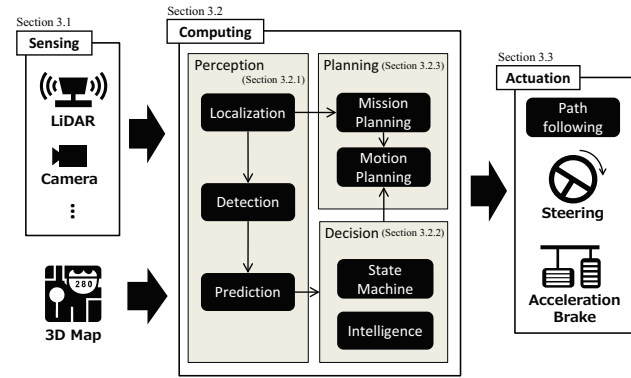 Section 3.1
Sensing
LiDAR
Camera
280
3D Map
Section 3.2
Computing
Perception
(Section 3.2.1)
Localization
Detection
Prediction
Planning (Section 3.2.3)
Mission
Planning
Motion
Planning
Decision (Section 3.2.2)
State
Machine
Intelligence
Section 3.3
Actuation
Path
following
Steering
Acceleration
Brake